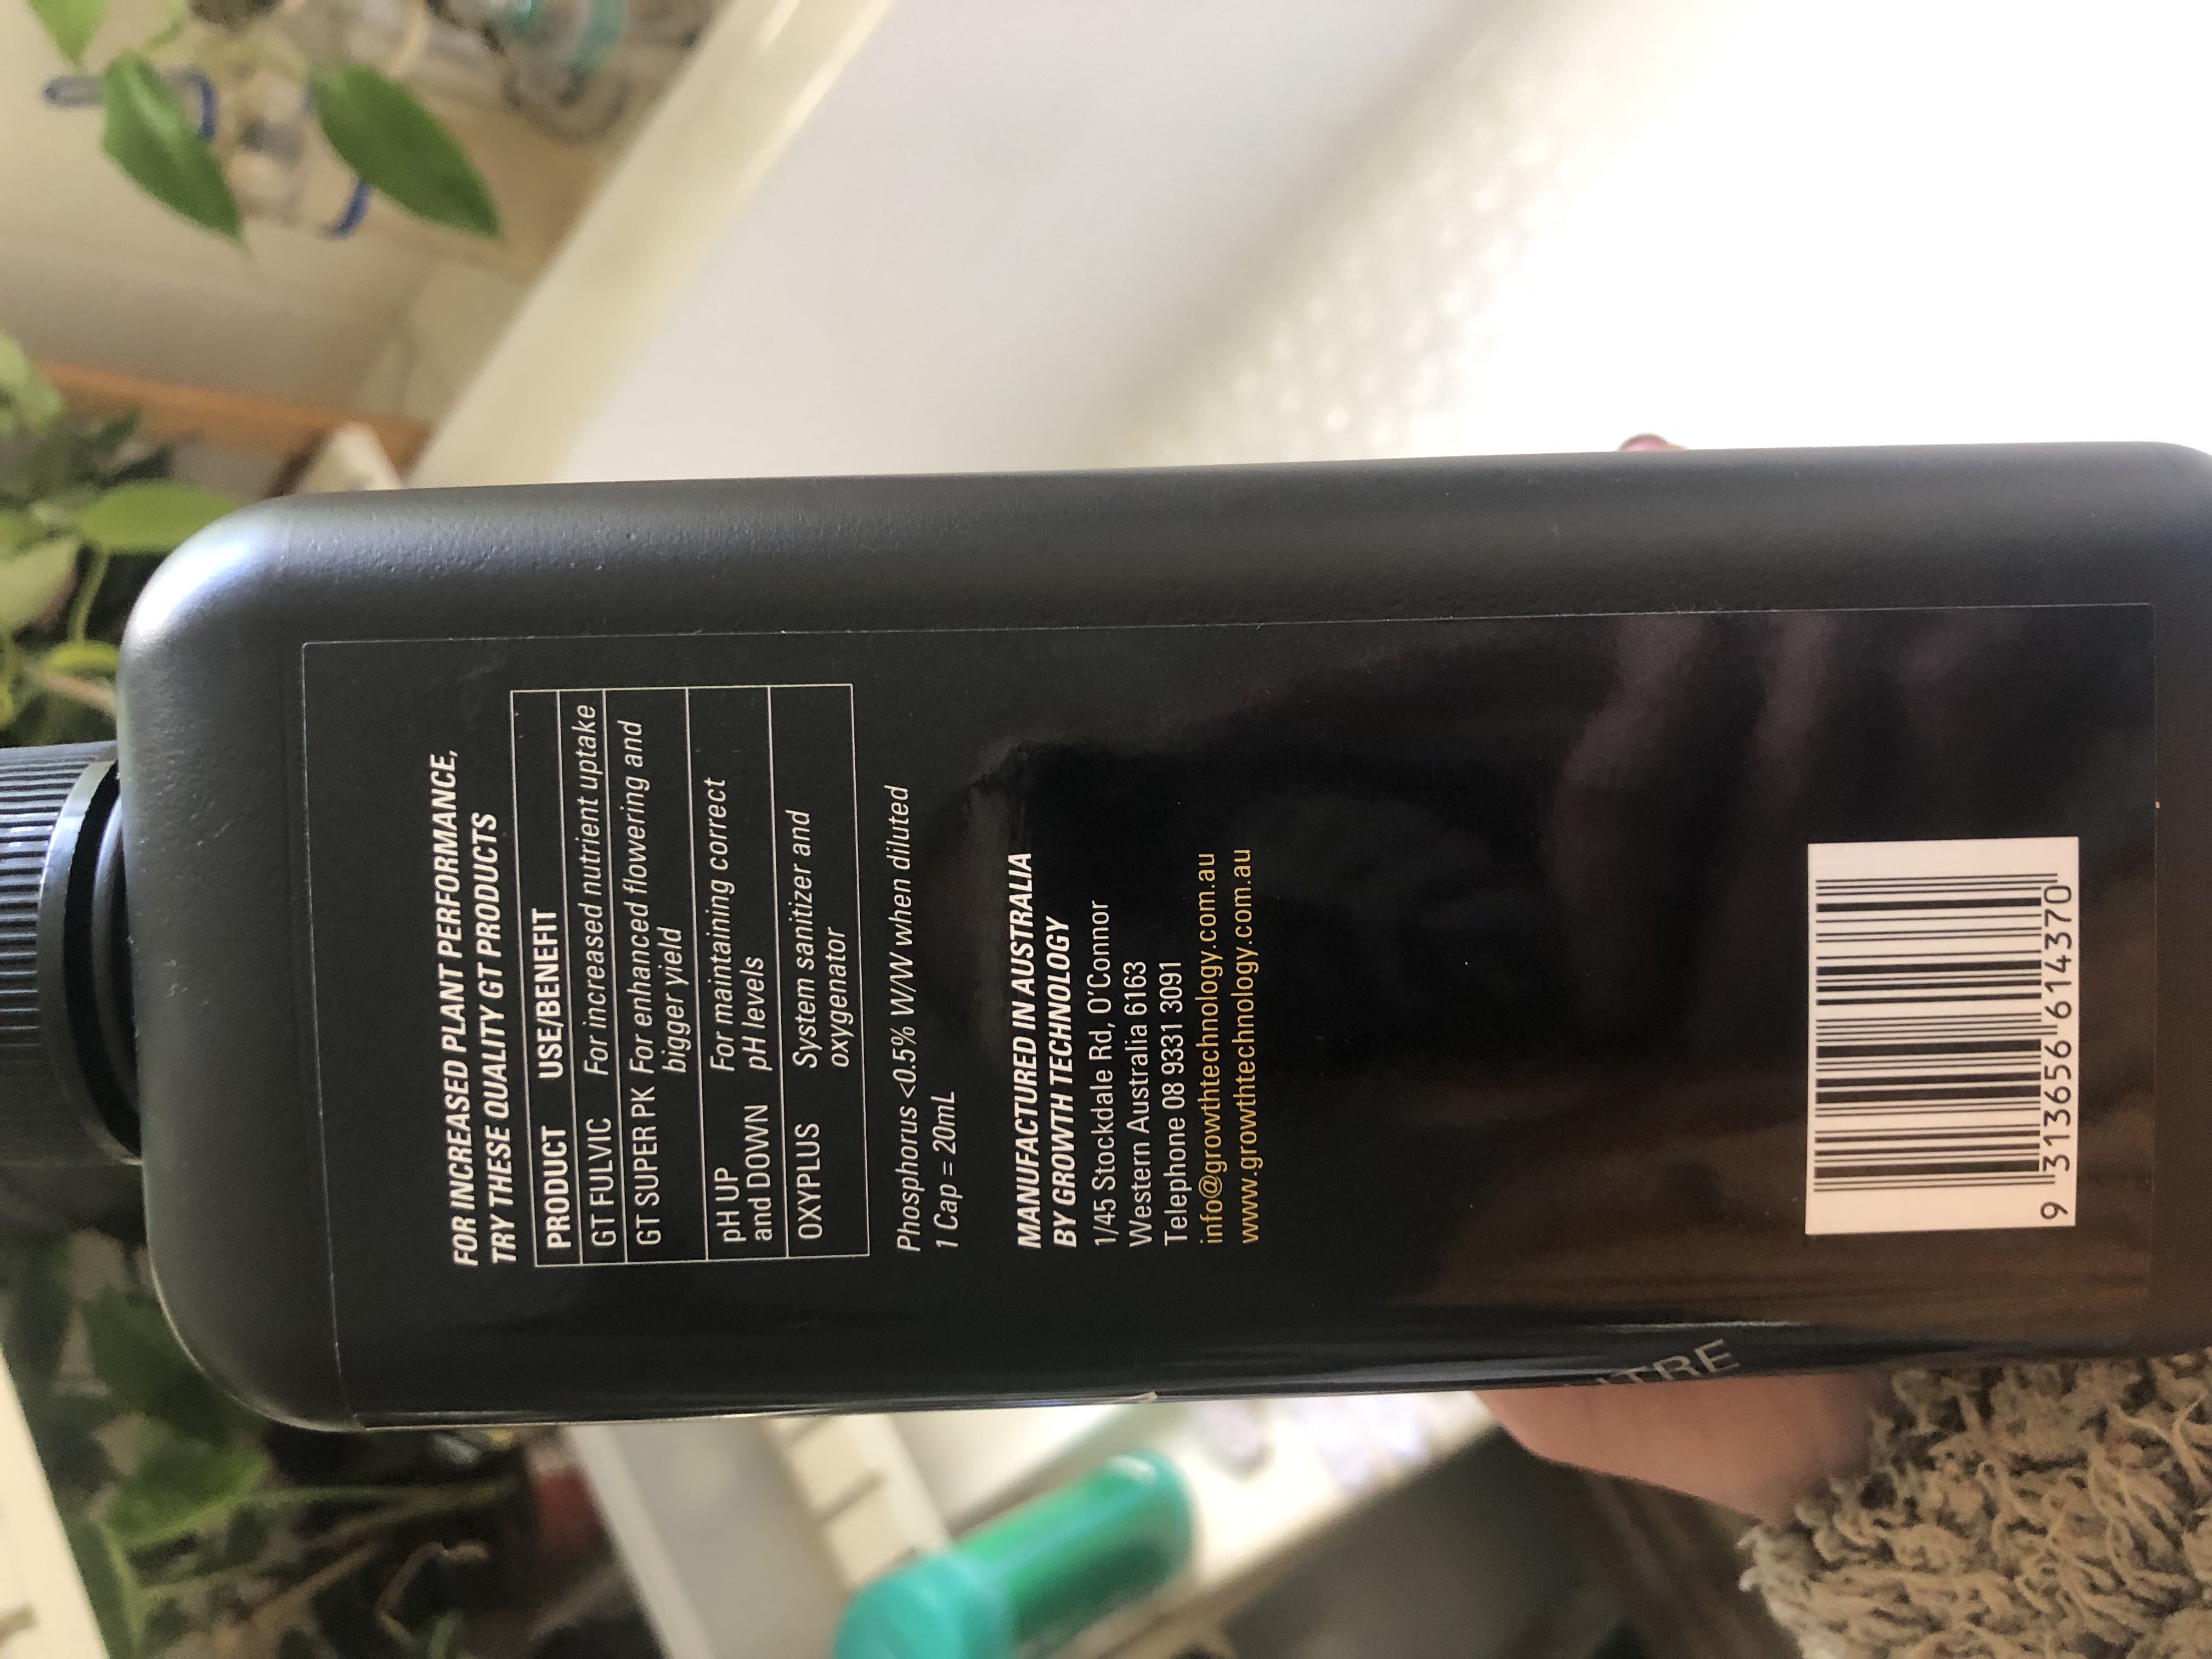 FOR INCREASED PLANT PERFORMANCE,
TRY THESE QUALITY GT PRODUCTS
PRODUCT USE/BENEFIT
GT FULVIC For increased nutrient uptake
GT SUPER PK For enhanced flowering and
bigger yield
pH UP For maintaining correct
and DOWN pH levels
OXYPLUS System sanitizer and
oxygenator
Phosphorus <0.5% W/W when diluted
1 Cap = 20mL
MANUFACTURED IN AUSTRALIA
BY GROWTH TECHNOLOGY
1/45 Stockdale Rd, O'Connor
Western Australia 6163
Telephone 08 9331 3091
info@growthtechnology.com.au
www.growthtechnology.com.au
9 313656 614370